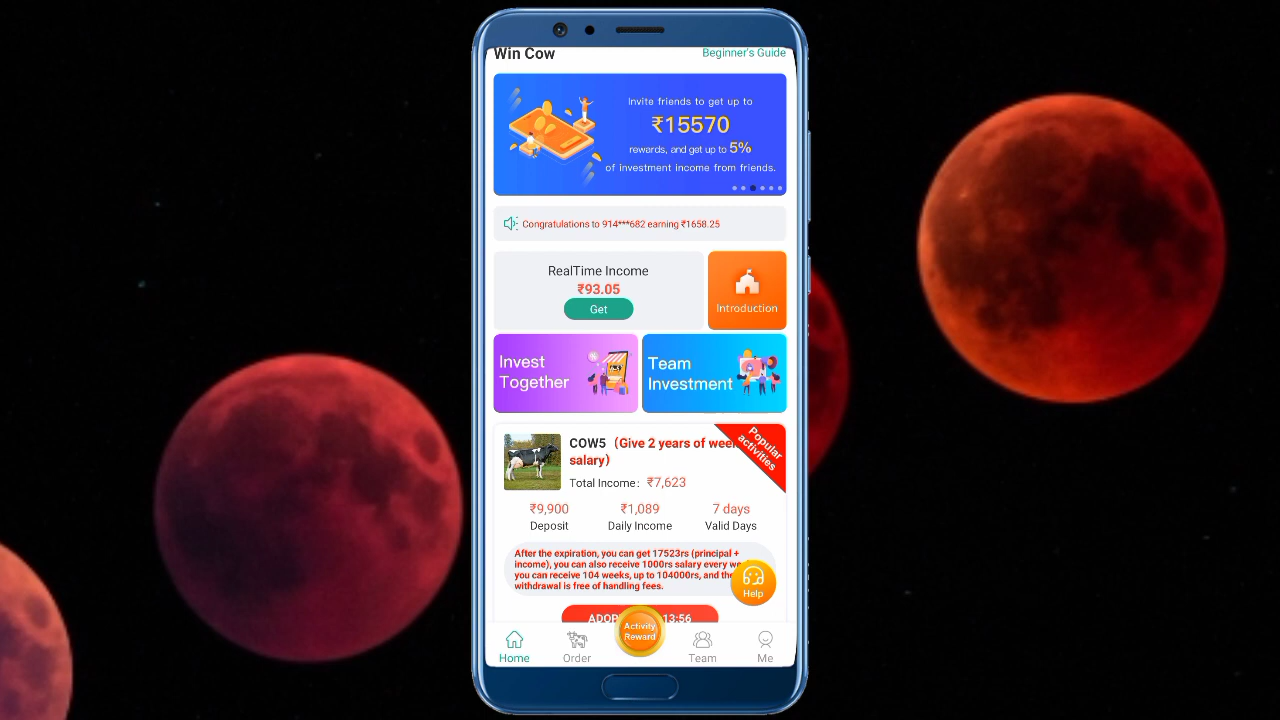 Win Cow
Beginner's Guide
Invite friends to get up to
₹15570
rewards, and get up to 5%
of investment income from friends.
Congratulations to 914***682 earning ₹1658.25
RealTime Income
₹93.05
Get
Introduction
Invest
Together
Team
Investment
COW5（Give 2 years of
salary）
Popular
activities
Total Income： ₹7,623
₹9,900 ₹1,089 7 days
Deposit Daily Income Valid Days
After the expiration, you can get 17523rs (principal +
income), you can also receive 1000rs salary every
you can receive 104 weeks, up to 104000rs, and the
withdrawal is free of handling fees.
Help
13:56
Activity
Reward
Home
Order
Team
Me